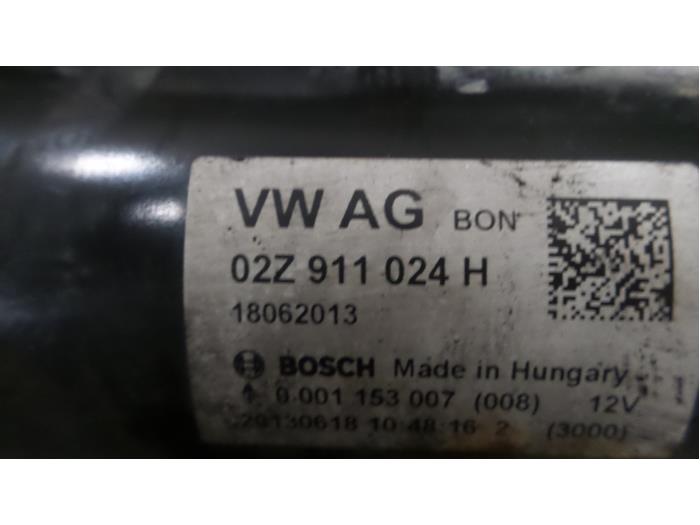 VW AG BON
02Z 911 024 H
18062013
BOSCH Made in Hungary
0 001 153 007 (008) 12V
20130618 10:48:16 2 (3000)